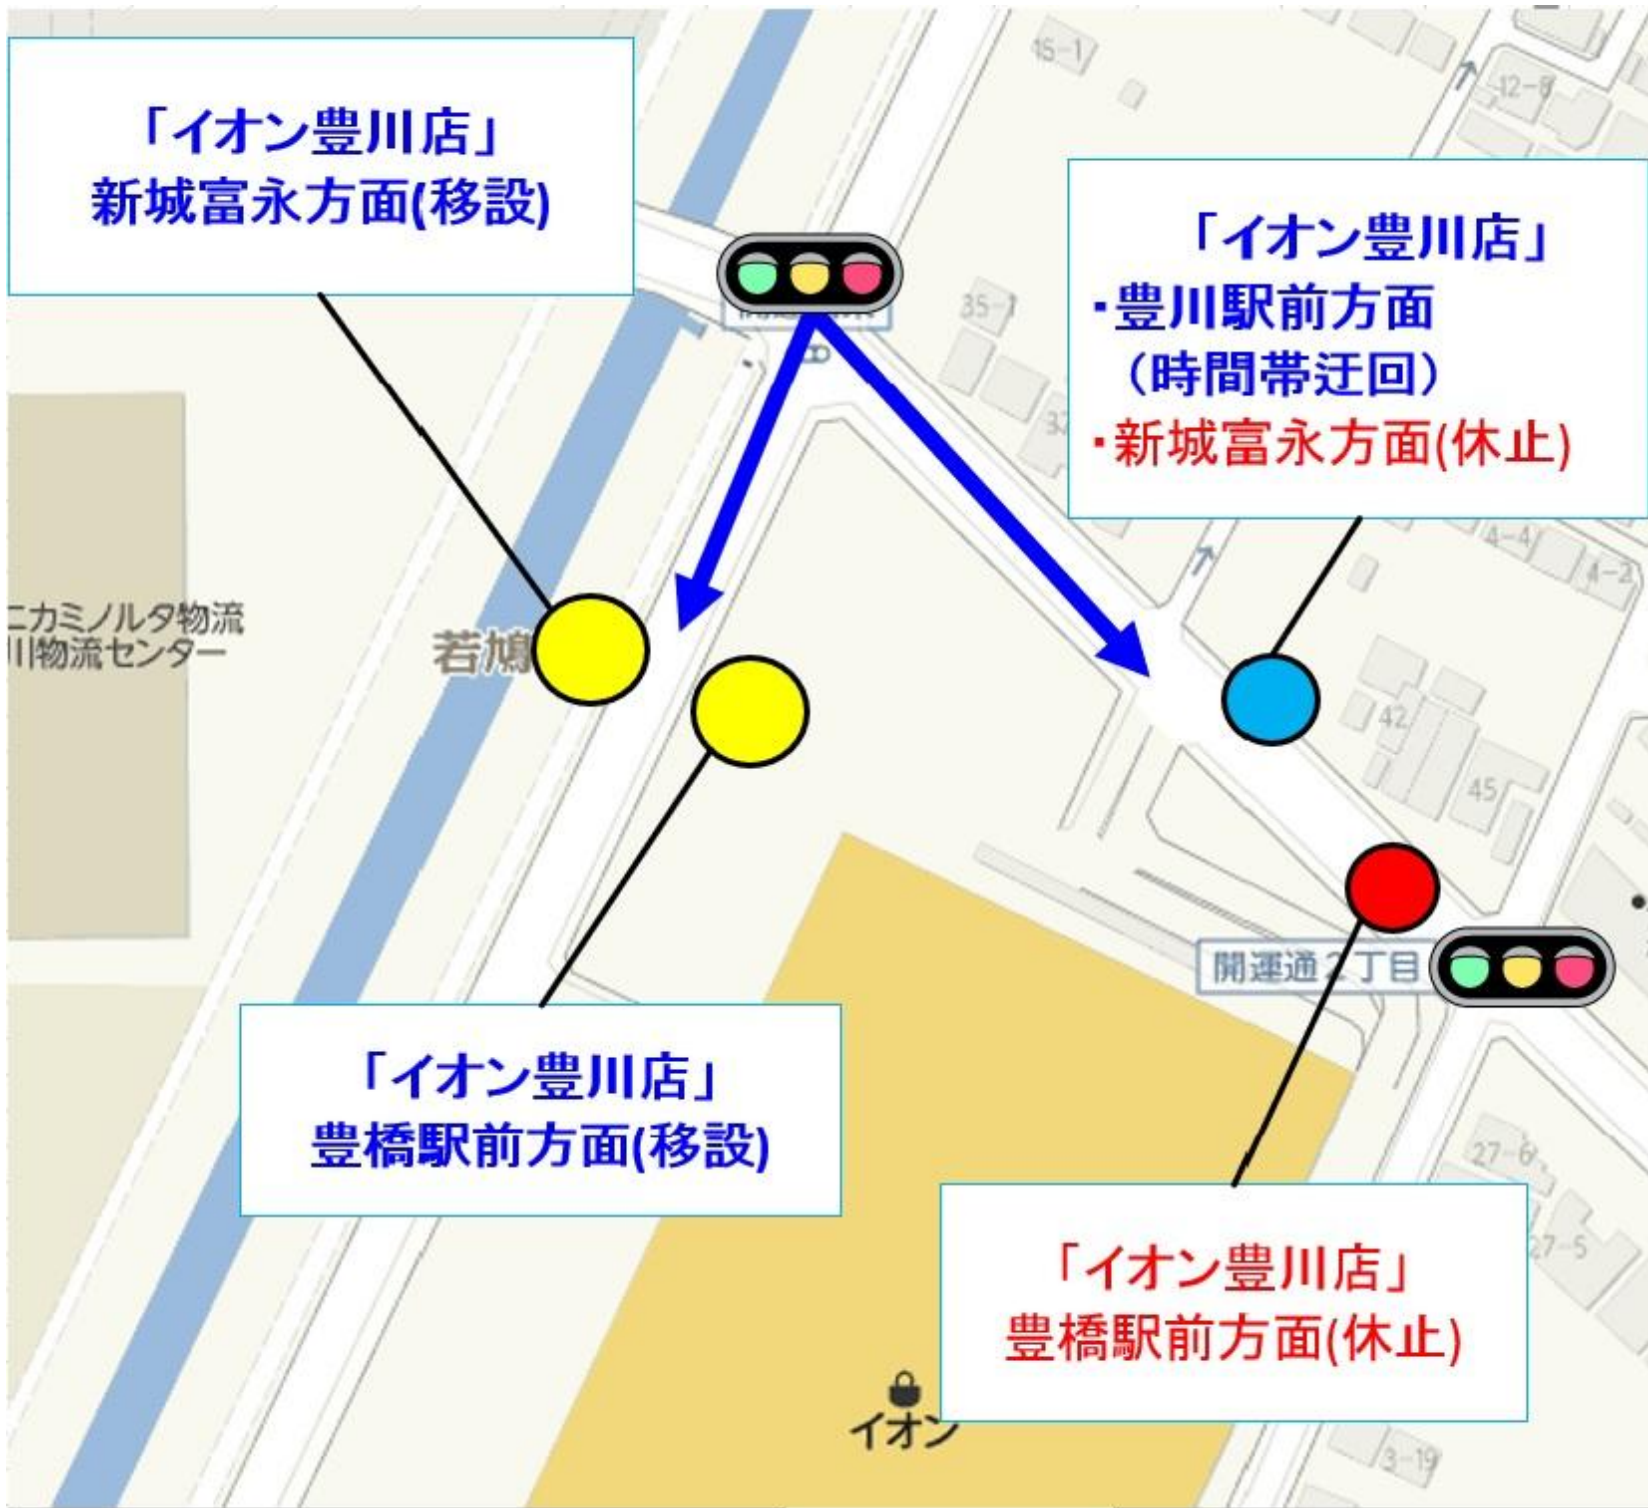 「イオン豊川店」
新城富永方面(移設)
「イオン豊川店」
・豊川駅前方面
(時間帯迂回)
・新城富永方面(休止)
「イオン豊川店」
豊橋駅前方面(移設)
「イオン豊川店」
豊橋駅前方面(休止)
ニカミノルタ物流
川物流センター
若鳩
開運通2丁目
イオン
15-1
12-8
35-1
4-4
4-2
42
45
27-6
27-5
3-19